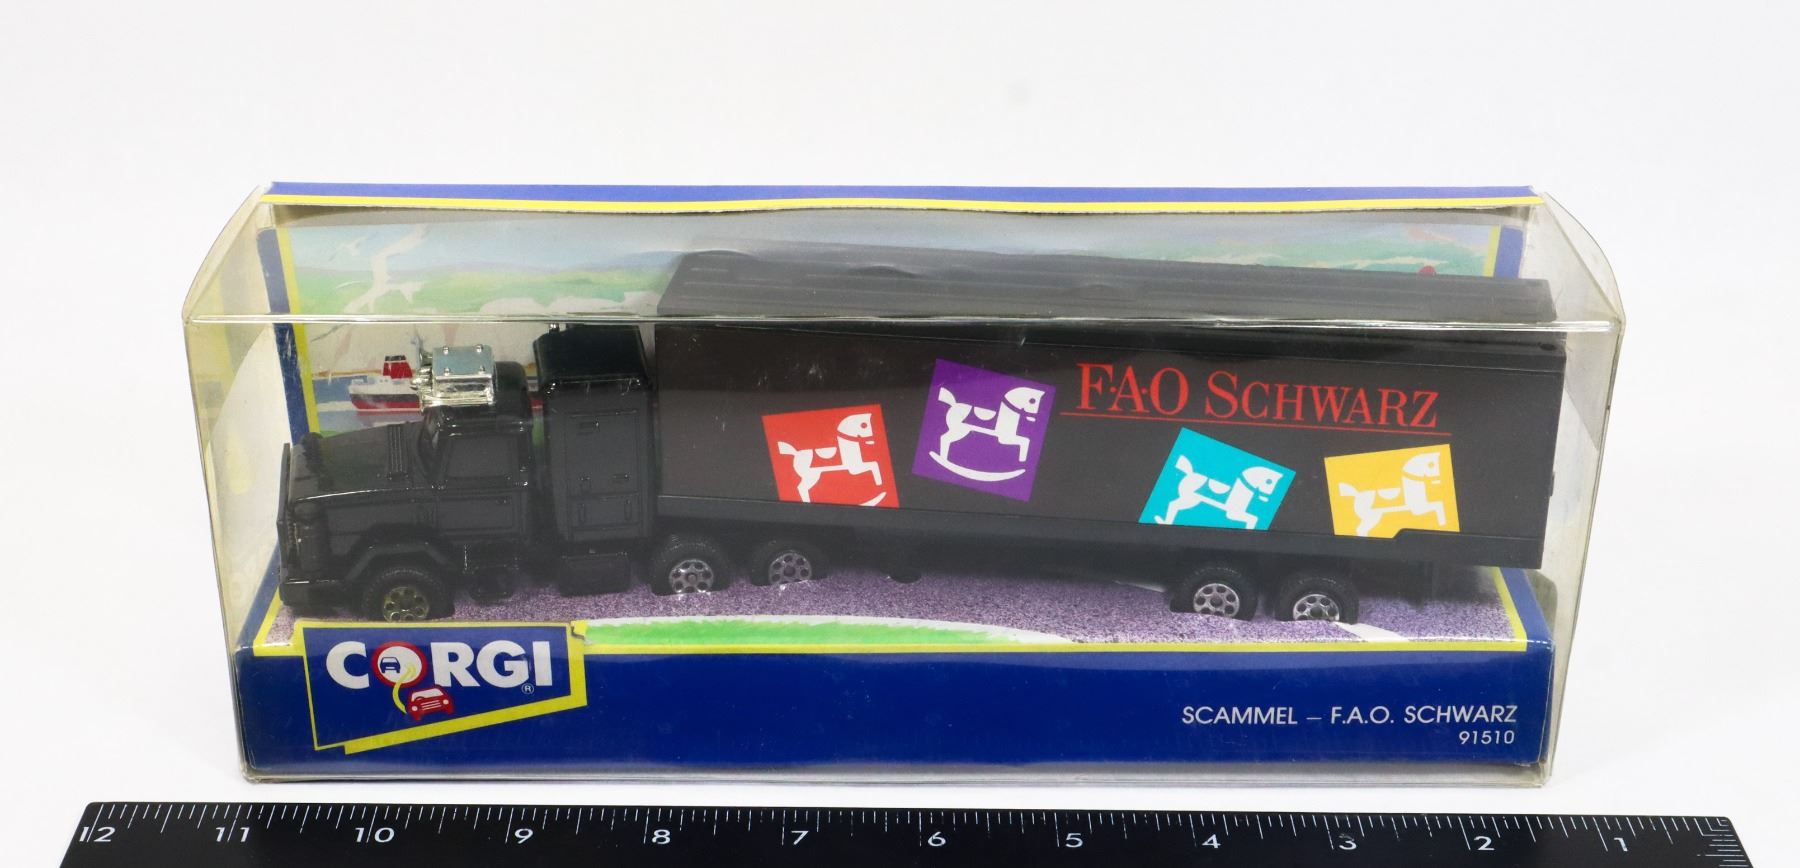 F·A·O SCHWARZ
CORGI®
SCAMMEL – F.A.O. SCHWARZ
91510
12 11 10 9 8 7 6 5 4 3 2 1